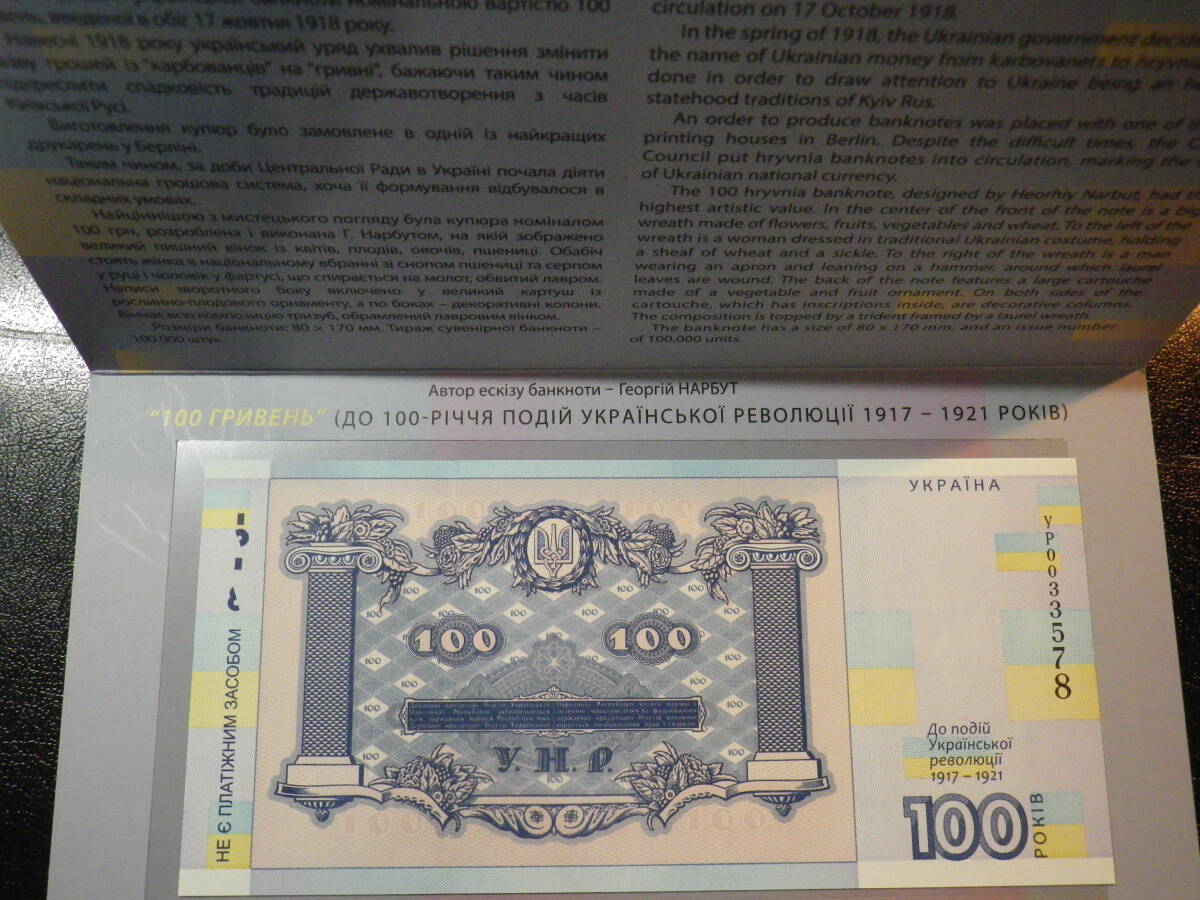 української банкноти номінальною вартістю 100
введеної в обіг 17 жовтня 1918 року.
Навесні 1918 року український уряд ухвалив рішення змінити
назву грошей із "карбованців" на "гривні", бажаючи таким чином
підкреслити спадковість традицій державотворення з часів
Київської Русі.
Виготовлення купюр було замовлене в одній із найкращих
друкарень у Берліні.
Таким чином, за доби Центральної Ради в Україні почала діяти
національна грошова система, хоча її формування відбувалося в
складних умовах.
Найціннішою з мистецького погляду була купюра номіналом
100 грн, розроблена і виконана Г. Нарбутом, на якій зображено
великий пишний вінок із квітів, плодів, овочів, пшениці. Обабіч
стоять жінка в національному вбранні зі снопом пшениці та серпом
у руці і чоловік у фартусі, що спирається на молот, обвитий лавром.
Написи зворотного боку включено у великий картуш із
рослинно-плодового орнаменту, а по боках – декоративні колони.
Вінчає всю композицію тризуб, обрамлений лавровим вінком.
Розміри банкноти: 80 × 170 мм. Тираж сувенірної банкноти –
100 000 штук.
circulation on 17 October 1918.
In the spring of 1918, the Ukrainian government
the name of Ukrainian money from karbovanets to
done in order to draw attention to Ukraine being an
statehood traditions of Kyiv Rus.
An order to produce banknotes was placed with one of
printing houses in Berlin. Despite the difficult times, the
Council put hryvnia banknotes into circulation, marking the
of Ukrainian national currency.
The 100 hryvnia banknote, designed by Heorhiy Narbut, had
highest artistic value. In the center of the front of the note is a
wreath made of flowers, fruits, vegetables and wheat. To the left of the
wreath is a woman dressed in traditional Ukrainian costume, holding
a sheaf of wheat and a sickle. To the right of the wreath is a man
wearing an apron and leaning on a hammer, around which laurel
leaves are wound. The back of the note features a large cartouche
made of a vegetable and fruit ornament. On both sides of the
cartouche, which has inscriptions inside, are decorative columns.
The composition is topped by a trident framed by a laurel wreath.
The banknote has a size of 80 x 170 mm, and an issue number
of 100,000 units.
Автор ескізу банкноти – Георгій НАРБУТ
"100 ГРИВЕНЬ" (ДО 100-РІЧЧЯ ПОДІЙ УКРАЇНСЬКОЇ РЕВОЛЮЦІЇ 1917 – 1921 РОКІВ)
НЕ Є ПЛАТІЖНИМ ЗАСОБОМ
100 100
У. Н. Р.
УКРАЇНА
УР0033578
До подій
Української
революції
1917 – 1921
100
РОКІВ